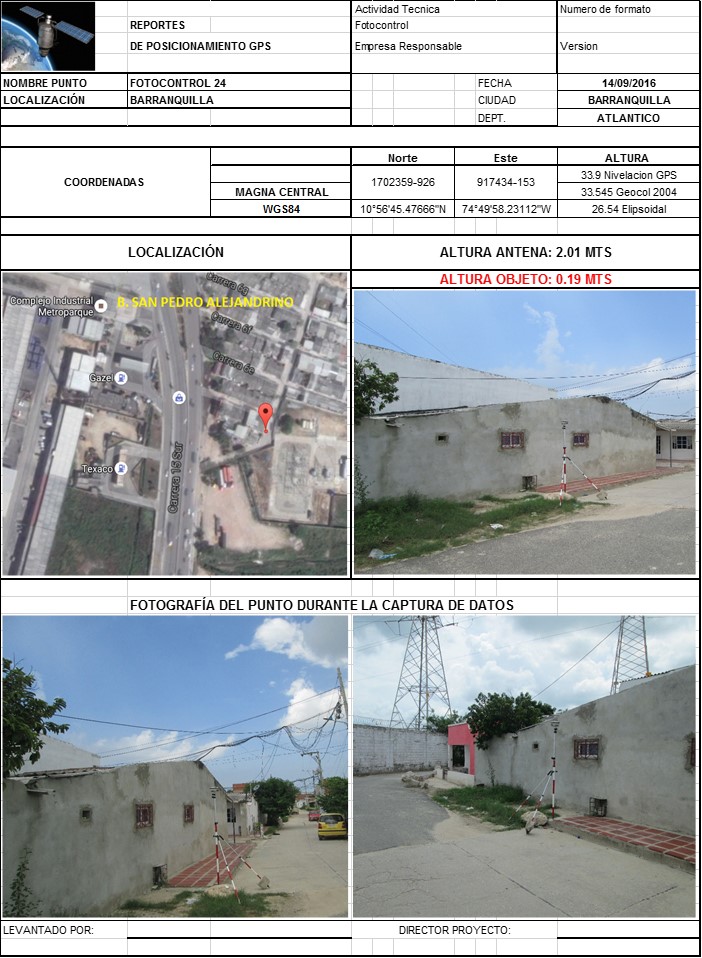 Actividad Tecnica
Numero de formato
REPORTES
Fotocontrol
DE POSICIONAMIENTO GPS
Empresa Responsable
Version
NOMBRE PUNTO
FOTOCONTROL 24
FECHA
14/09/2016
LOCALIZACIÓN
BARRANQUILLA
CIUDAD
BARRANQUILLA
DEPT.
ATLANTICO
COORDENADAS
Norte
Este
ALTURA
1702359-926
917434-153
33.9 Nivelacion GPS
MAGNA CENTRAL
33.545 Geocol 2004
WGS84
10°56'45.47666"N
74°49'58.23112"W
26.54 Elipsoidal
LOCALIZACIÓN
ALTURA ANTENA: 2.01 MTS
ALTURA OBJETO: 0.19 MTS
Carrera 6g
Complejo Industrial
Metroparque
B. SAN PEDRO ALEJANDRINO
Carrera 6f
Carrera 6e
Gazel
Texaco
Carrera 15 Sur
FOTOGRAFÍA DEL PUNTO DURANTE LA CAPTURA DE DATOS
LEVANTADO POR:
DIRECTOR PROYECTO: